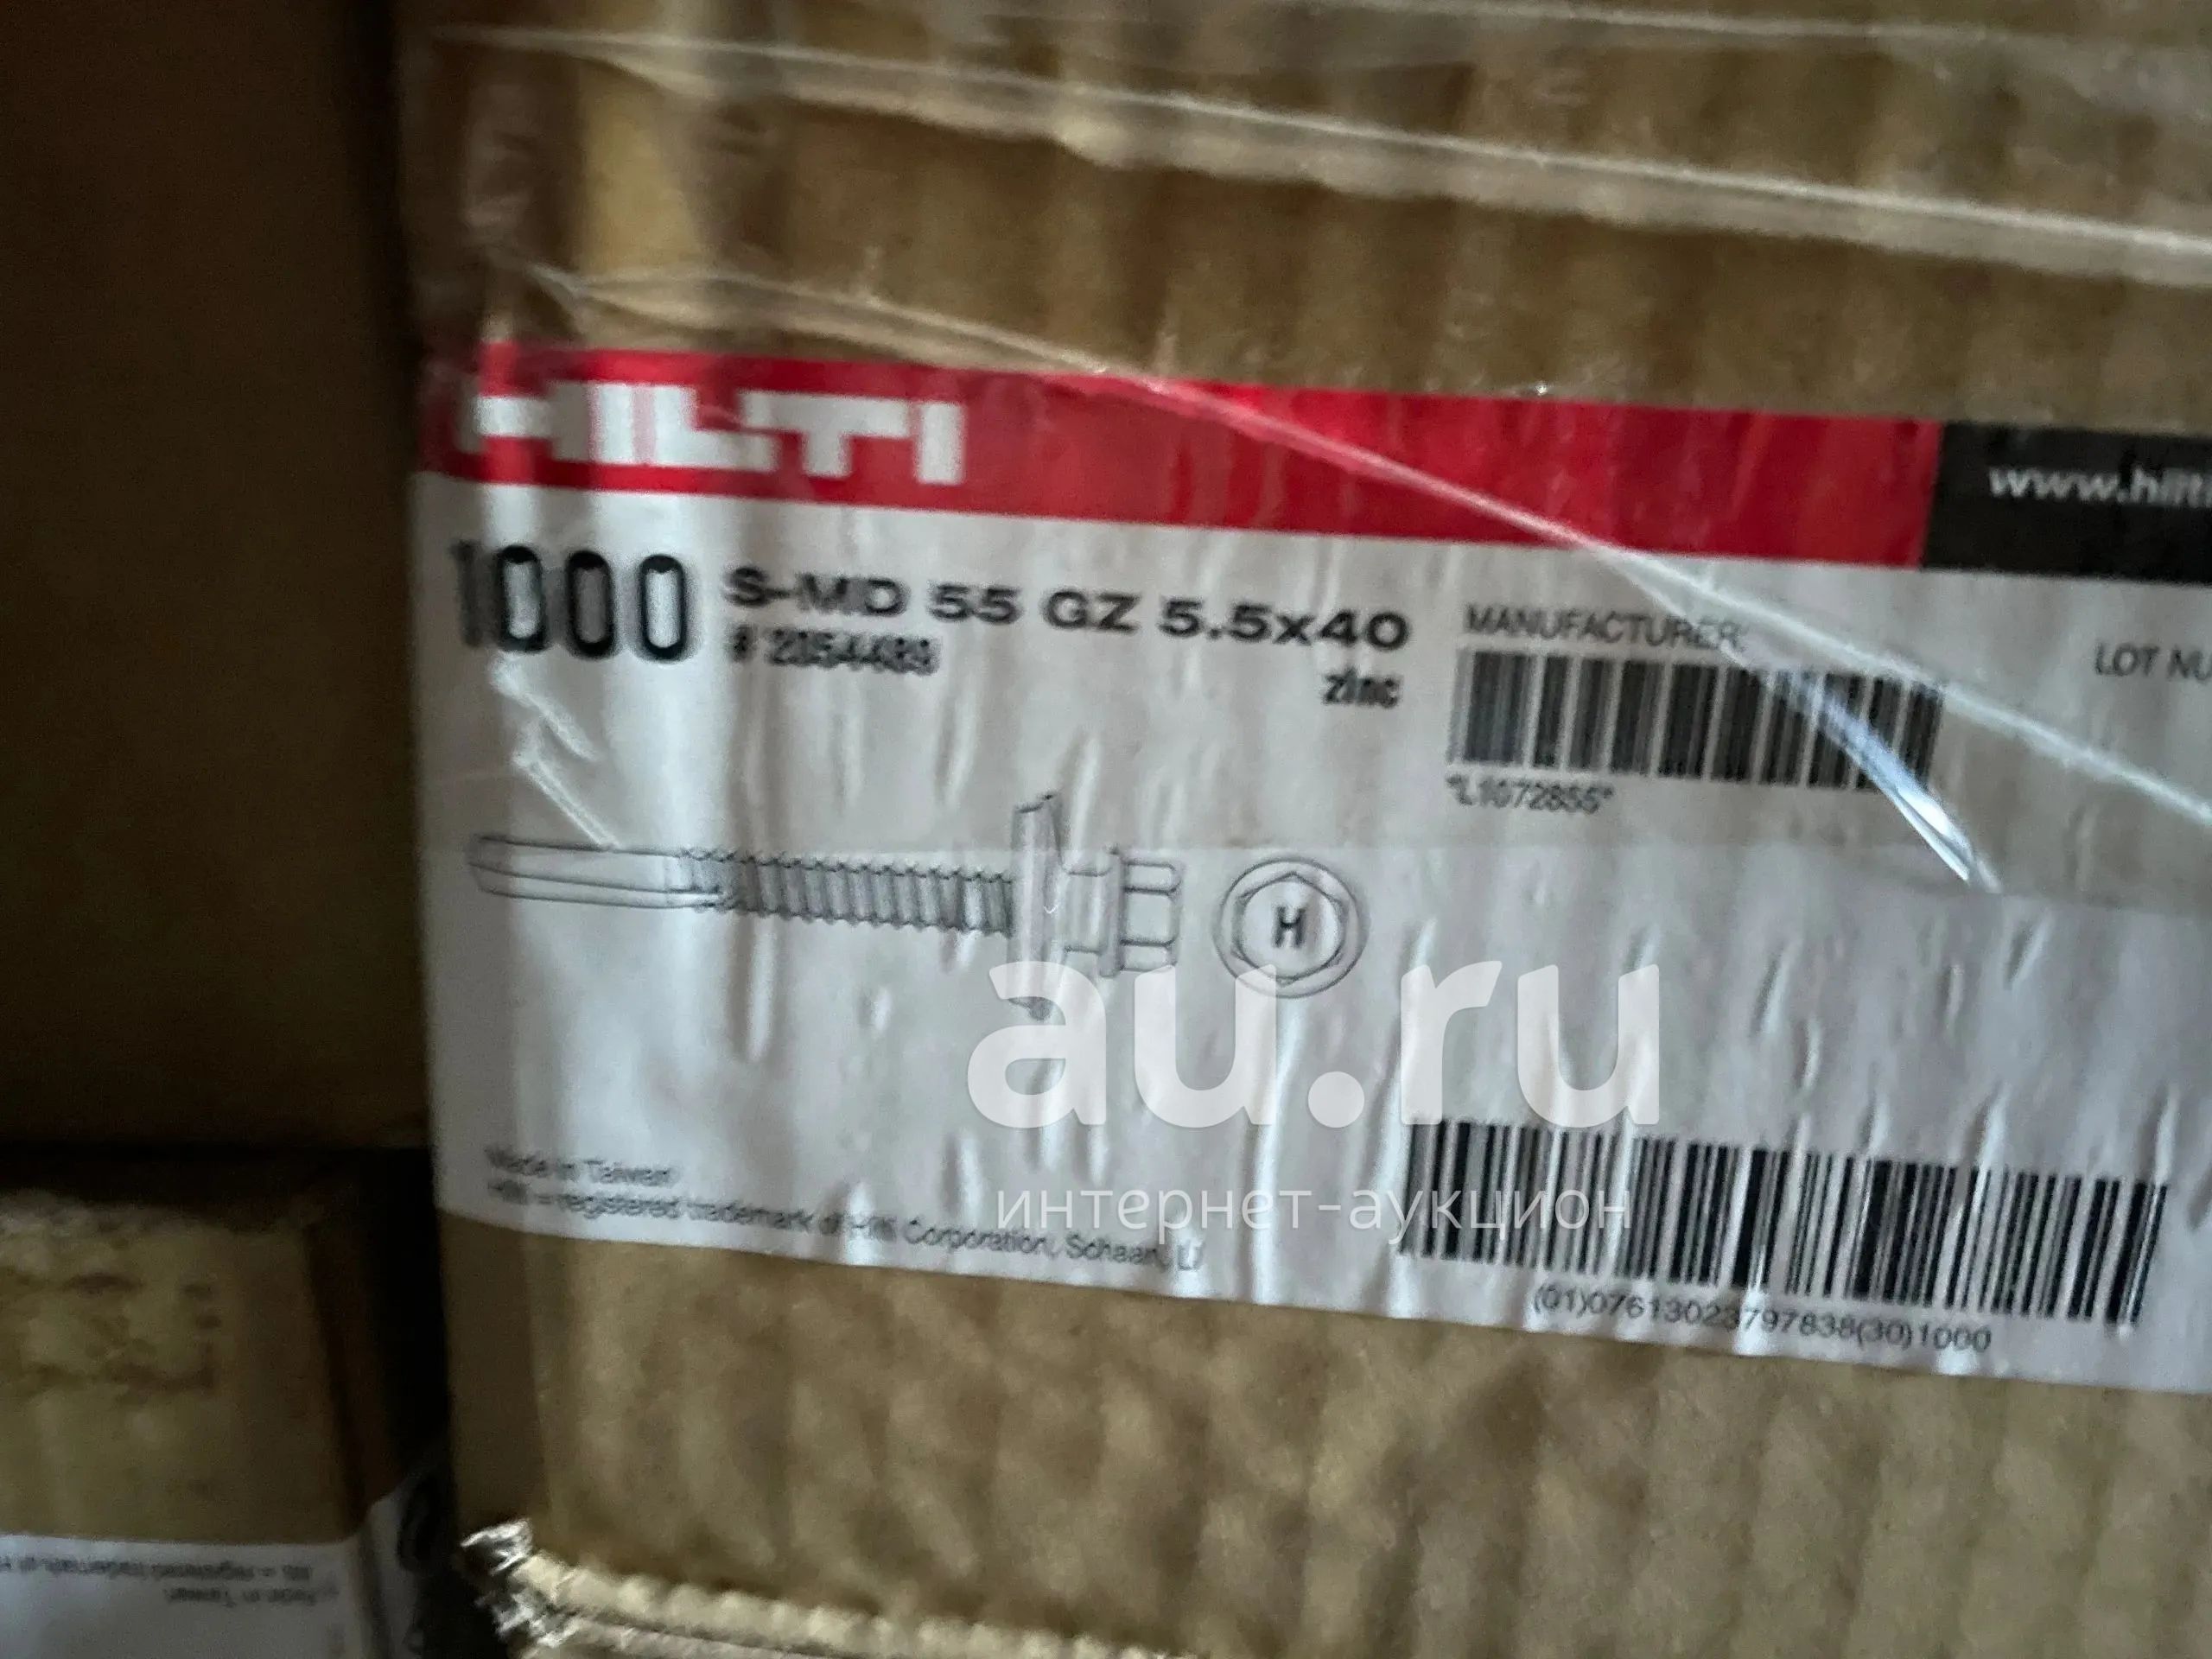 HILTI
www.hilti
1000 S-MD 55 GZ 5.5x40
# 2054489
zinc
MANUFACTURER:
LOT NU
*L1072855*
H
au.ru
интернет-аукцион
Made in Taiwan
Hilti = registered trademark of Hilti Corporation, Schaan, LI
(01)07613023797838(30)1000